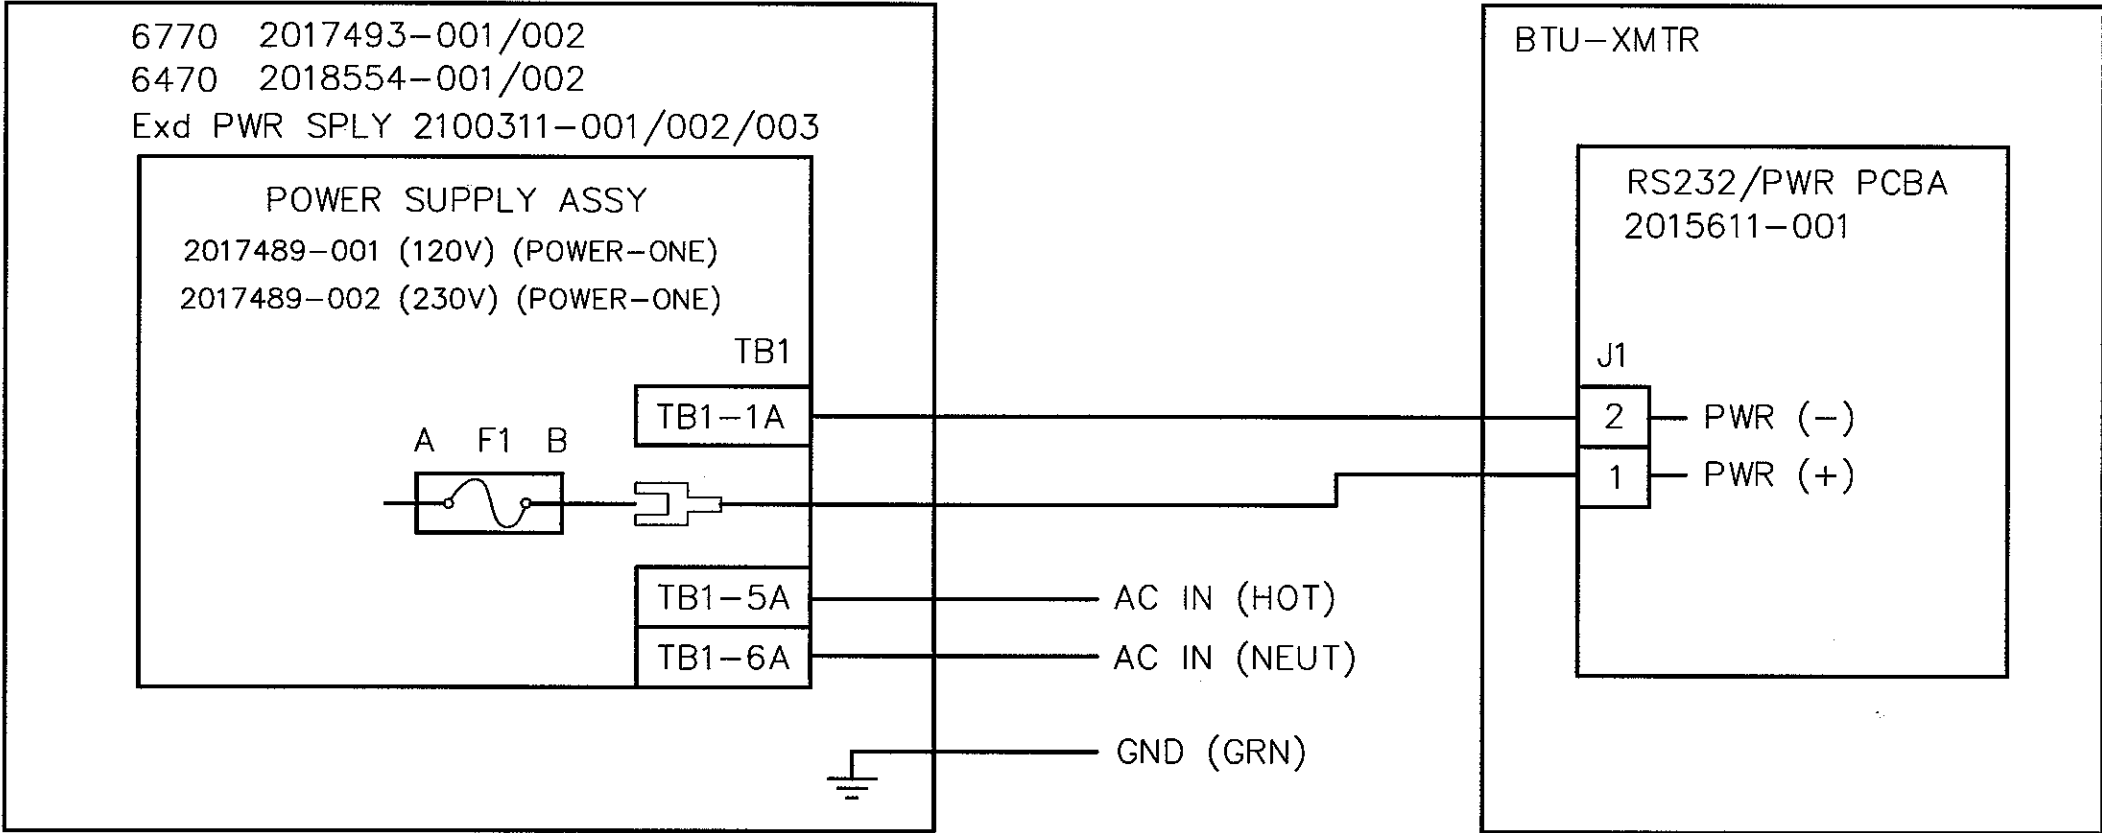 6770 2017493-001/002
6470 2018554-001/002
Exd PWR SPLY 2100311-001/002/003
POWER SUPPLY ASSY
2017489-001 (120V) (POWER-ONE)
2017489-002 (230V) (POWER-ONE)
TB1
TB1-1A
A F1 B
TB1-5A
TB1-6A
AC IN (HOT)
AC IN (NEUT)
GND (GRN)
BTU-XMTR
RS232/PWR PCBA
2015611-001
J1
2 PWR (-)
1 PWR (+)